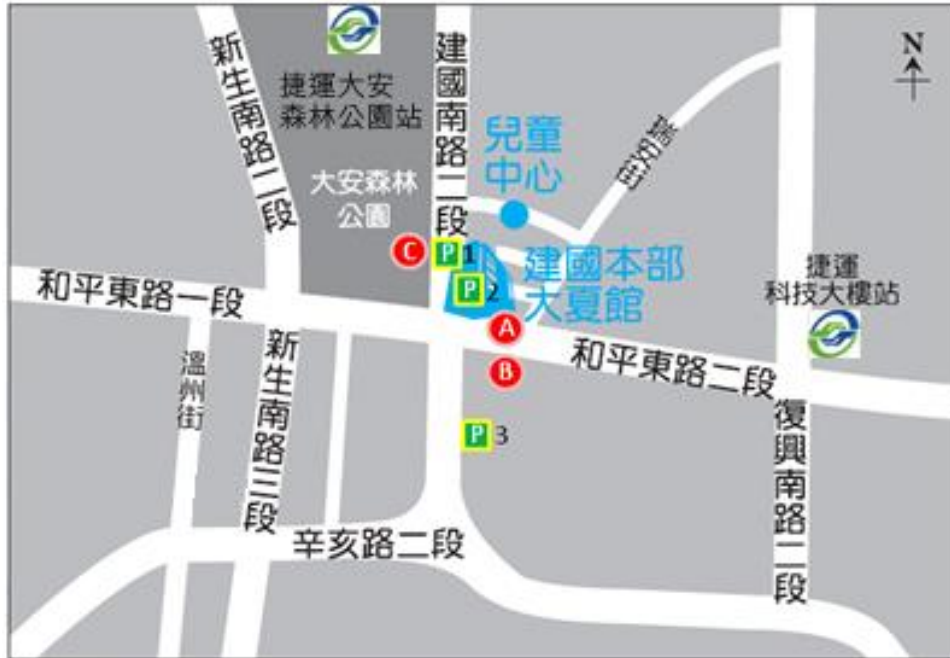 新生南路二段
捷運大安
森林公園站
建國南路二段
N
兒童
中心
瑞安街
大安森林
公園
C
P 1
建國本部
大夏館
P 2
捷運
科技大樓站
A
和平東路一段
和平東路二段
B
溫州街
新生南路三段
P 3
復興南路二段
辛亥路二段